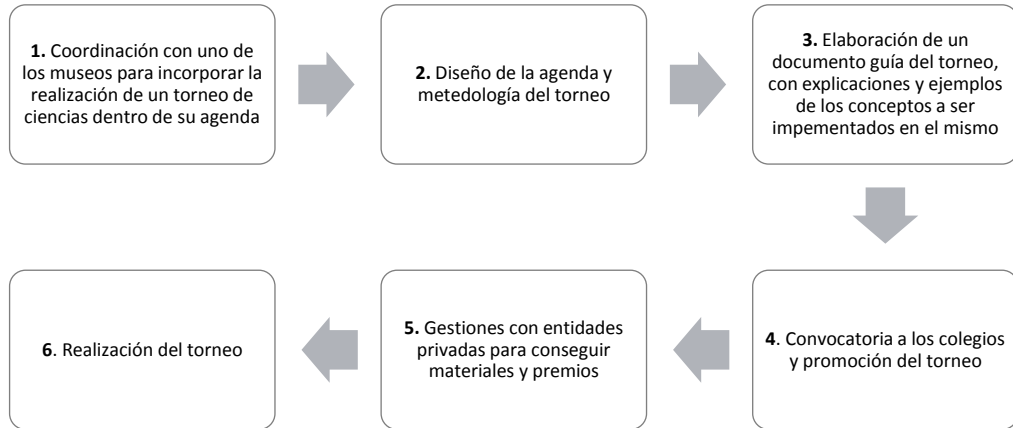 1. Coordinación con uno de
los museos para incorporar la
realización de un torneo de
ciencias dentro de su agenda
2. Diseño de la agenda y
metedología del torneo
3. Elaboración de un
documento guía del torneo,
con explicaciones y ejemplos
de los conceptos a ser
impementados en el mismo
4. Convocatoria a los colegios
y promoción del torneo
5. Gestiones con entidades
privadas para conseguir
materiales y premios
6. Realización del torneo